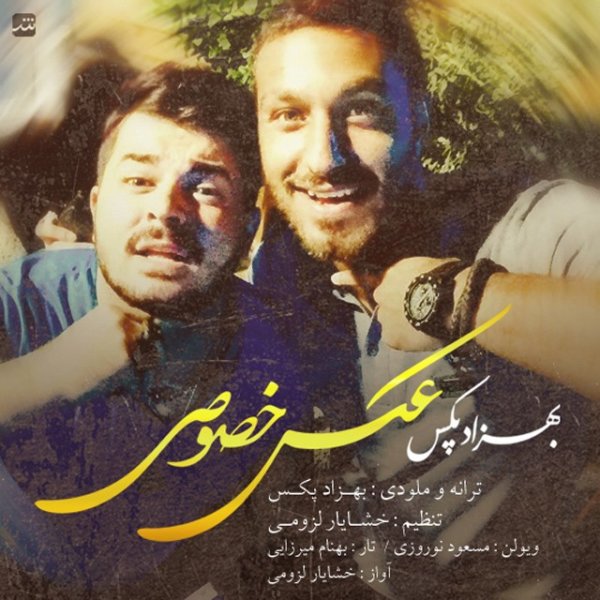 عکس خصوصی
بهزاد پکس
ترانه و ملودی : بهزاد پکس
تنظیم : خشایار لزومی
ویولن : مسعود نوروزی / تار : بهنام میرزایی
آواز : خشایار لزومی